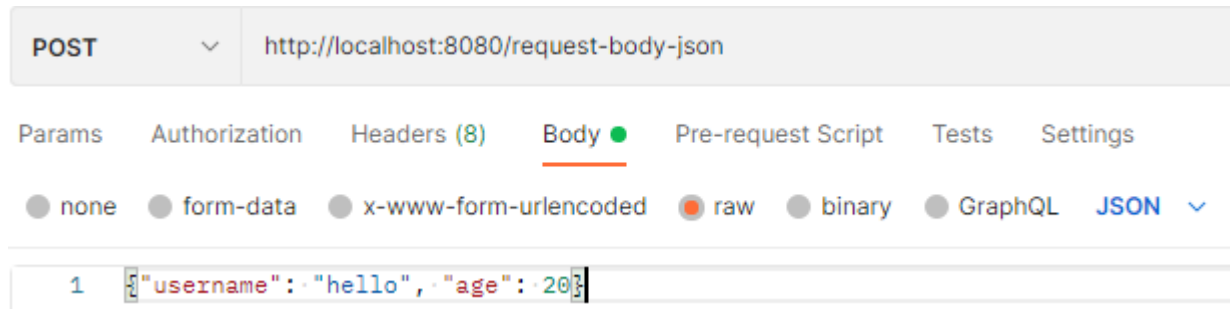 POST http://localhost:8080/request-body-json
Params Authorization Headers (8) Body Pre-request Script Tests Settings
none form-data x-www-form-urlencoded raw binary GraphQL JSON
1 {"username": "hello", "age": 20}